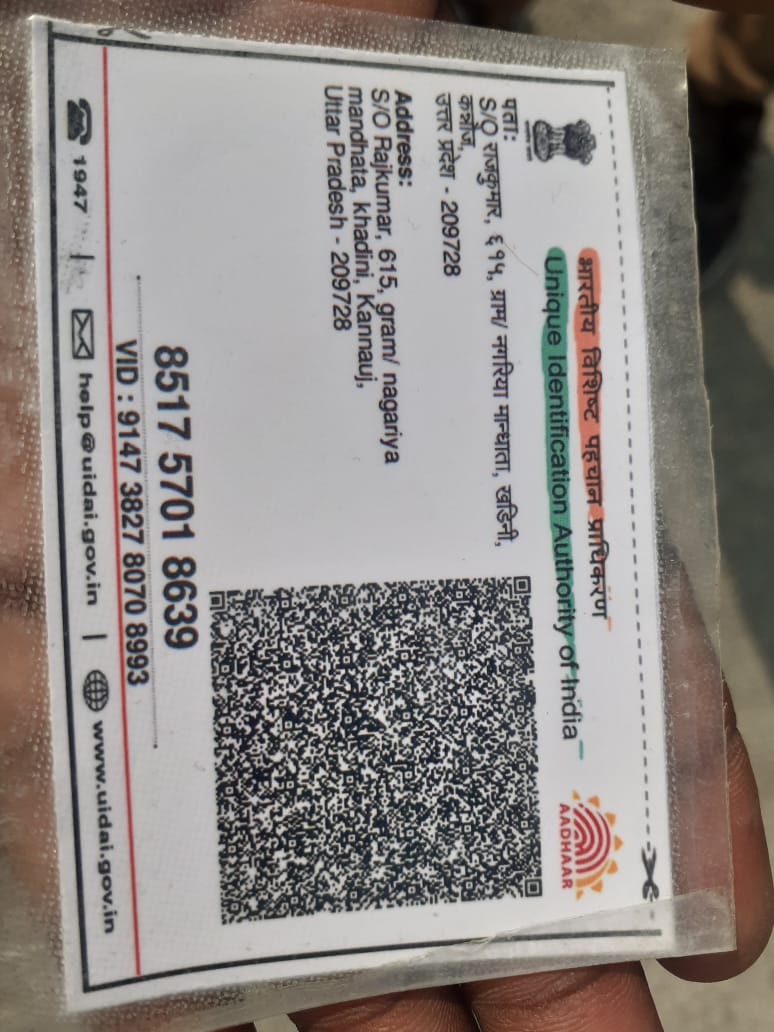 भारतीय विशिष्ट पहचान प्राधिकरण
Unique Identification Authority of India
AADHAAR
पता:
S/O राजकुमार, ६१५, ग्राम/ नगरिया मान्धाता, खडिनी,
कन्नौज,
उत्तर प्रदेश - 209728
Address:
S/O Rajkumar, 615, gram/ nagariya
mandhata, khadini, Kannauj,
Uttar Pradesh - 209728
8517 5701 8639
VID : 9147 3827 8070 8993
1947 | help@uidai.gov.in | www.uidai.gov.in